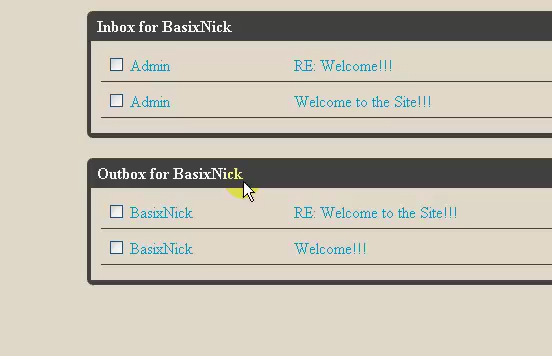 Inbox for BasixNick
Admin RE: Welcome!!!
Admin Welcome to the Site!!!
Outbox for BasixNick
BasixNick RE: Welcome to the Site!!!
BasixNick Welcome!!!